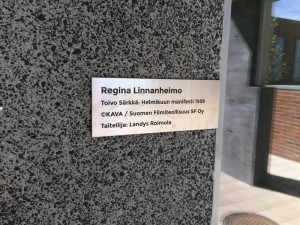 Regina Linnanheimo
Toivo Särkkä: Helmikuun manifesti 1939
©KAVA / Suomen Filmiteollisuus SF Oy
Taiteilija: Landys Roimola